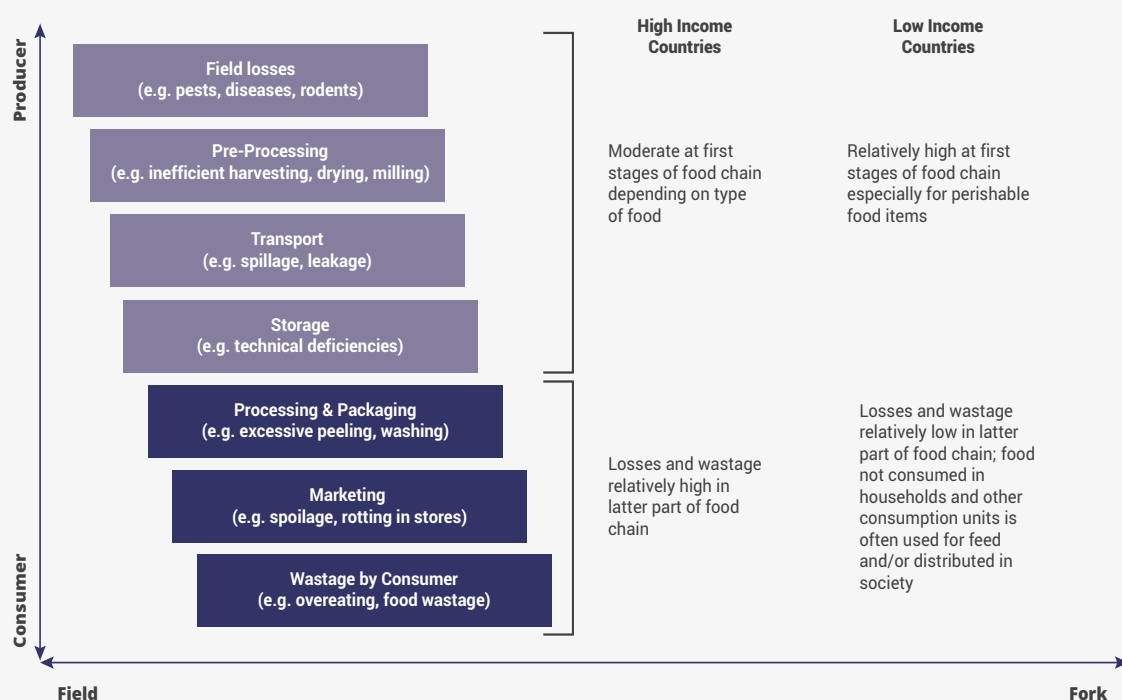 High Income
Countries
Low Income
Countries
Producer
Field losses
(e.g. pests, diseases, rodents)
Pre-Processing
(e.g. inefficient harvesting, drying, milling)
Transport
(e.g. spillage, leakage)
Storage
(e.g. technical deficiencies)
Moderate at first
stages of food chain
depending on type
of food
Relatively high at first
stages of food chain
especially for perishable
food items
Processing & Packaging
(e.g. excessive peeling, washing)
Marketing
(e.g. spoilage, rotting in stores)
Wastage by Consumer
(e.g. overeating, food wastage)
Losses and wastage
relatively high in
latter part of food
chain
Losses and wastage
relatively low in latter
part of food chain; food
not consumed in
households and other
consumption units is
often used for feed
and/or distributed in
society
Consumer
Field
Fork